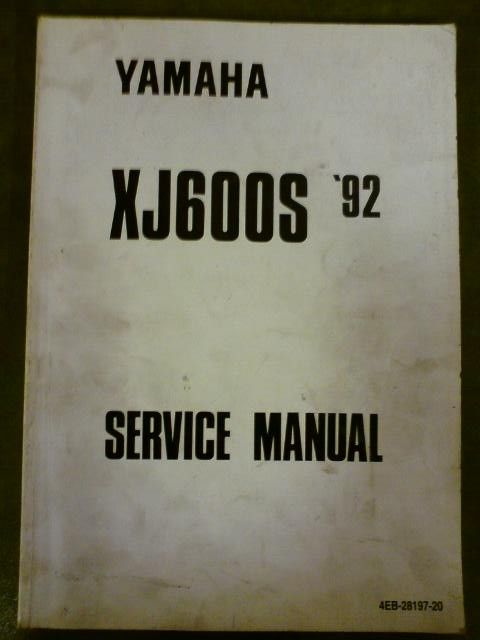 YAMAHA
XJ600S '92
SERVICE MANUAL
4EB-28197-20